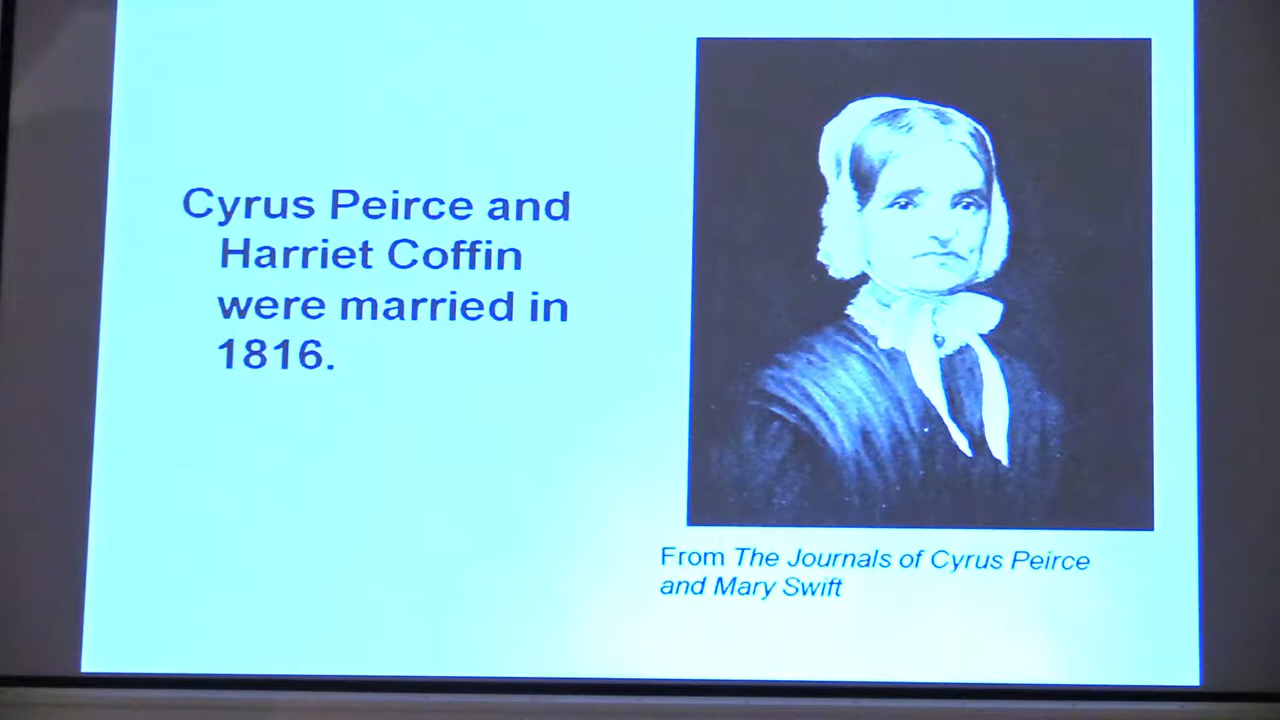 Cyrus Peirce and
Harriet Coffin
were married in
1816.
From The Journals of Cyrus Peirce
and Mary Swift